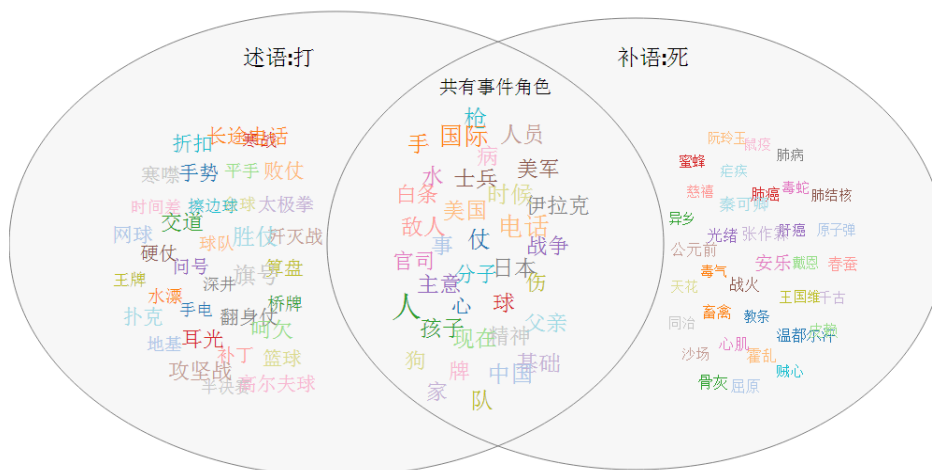 述语:打
补语:死
共有事件角色
长途电话
寒战
折扣
寒噤
手势
平手
败仗
时间差
擦边球
太极拳
交道
网球
球队
胜仗
歼灭战
硬仗
问号
旗号
算盘
王牌
深井
水漂
手电
翻身仗
桥牌
扑克
呵欠
地基
耳光
补丁
篮球
攻坚战
半决赛
高尔夫球
枪
手
国际
人员
病
水
士兵
美军
白条
时候
美国
伊拉克
敌人
电话
事
仗
战争
官司
分子
日本
伤
主意
人
心
球
孩子
现在
精神
父亲
狗
牌
中国
基础
家
队
阮玲玉
鼠疫
肺病
蜜蜂
疟疾
慈禧
肺癌
毒蛇
肺结核
秦可卿
异乡
光绪
张作霖
肝癌
原子弹
公元前
安乐
戴恩
春蚕
毒气
战火
天花
王国维
千古
畜禽
教条
同治
温都尔汗
心肌
沙场
霍乱
贼心
骨灰
屈原